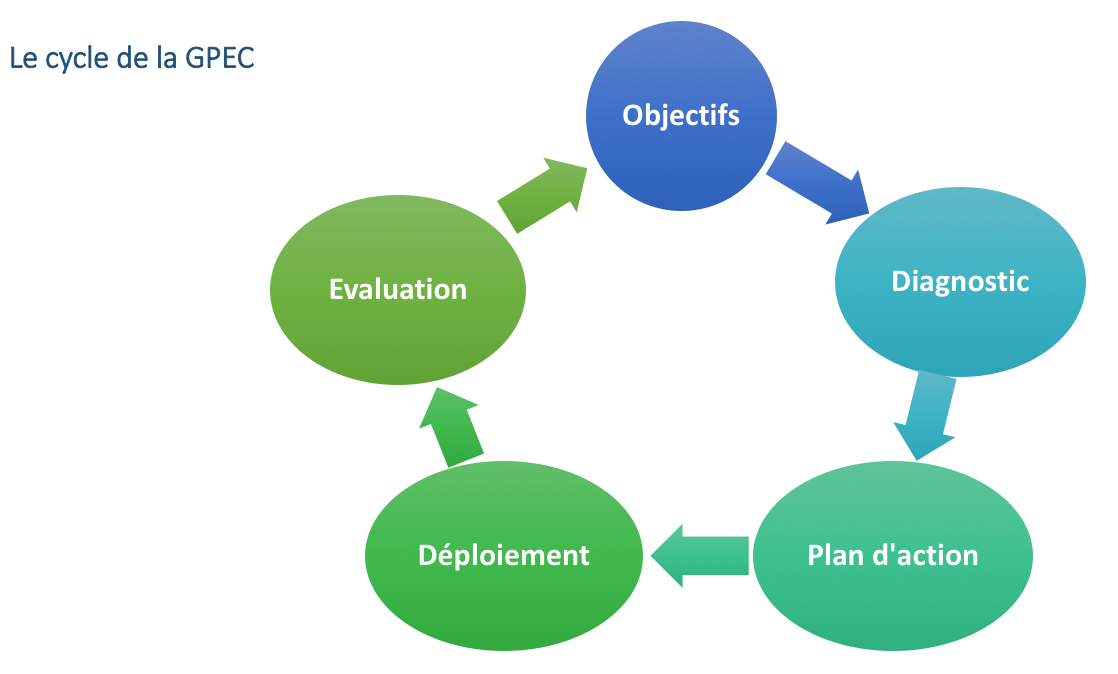 Le cycle de la GPEC
Objectifs
Diagnostic
Plan d'action
Déploiement
Evaluation